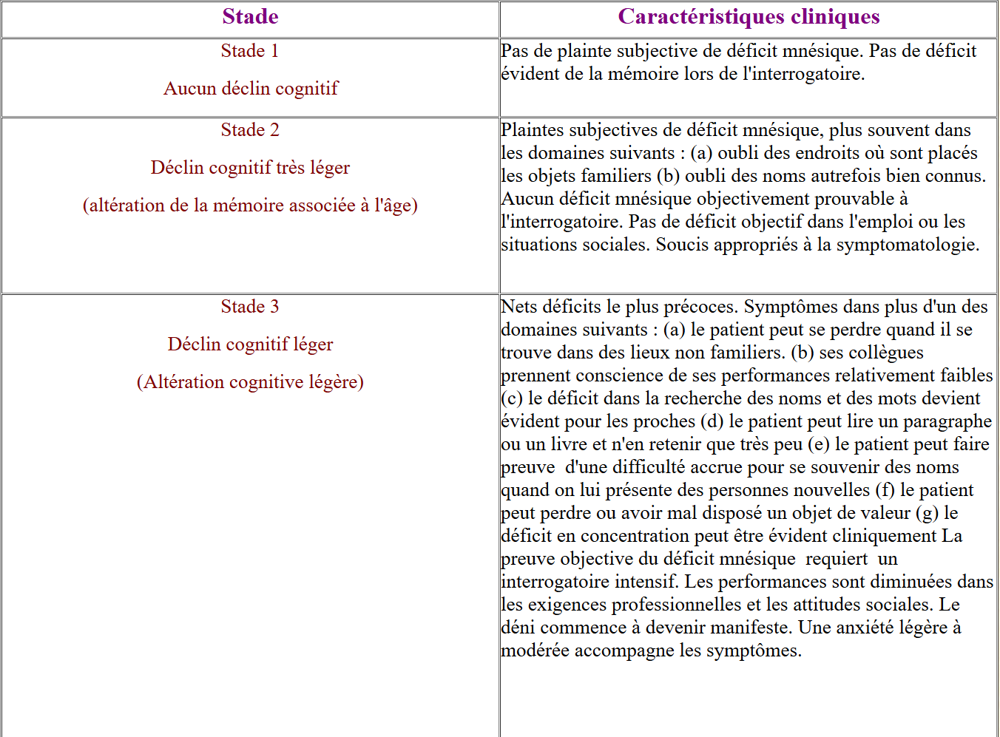 Stade
Caractéristiques cliniques
Stade 1
Aucun déclin cognitif
Pas de plainte subjective de déficit mnésique. Pas de déficit
évident de la mémoire lors de l'interrogatoire.
Stade 2
Déclin cognitif très léger
(altération de la mémoire associée à l'âge)
Plaintes subjectives de déficit mnésique, plus souvent dans
les domaines suivants : (a) oubli des endroits où sont placés
les objets familiers (b) oubli des noms autrefois bien connus.
Aucun déficit mnésique objectivement prouvable à
l'interrogatoire. Pas de déficit objectif dans l'emploi ou les
situations sociales. Soucis appropriés à la symptomatologie.
Stade 3
Déclin cognitif léger
(Altération cognitive légère)
Nets déficits le plus précoces. Symptômes dans plus d'un des
domaines suivants : (a) le patient peut se perdre quand il se
trouve dans des lieux non familiers. (b) ses collègues
prennent conscience de ses performances relativement faibles
(c) le déficit dans la recherche des noms et des mots devient
évident pour les proches (d) le patient peut lire un paragraphe
ou un livre et n'en retenir que très peu (e) le patient peut faire
preuve  d'une difficulté accrue pour se souvenir des noms
quand on lui présente des personnes nouvelles (f) le patient
peut perdre ou avoir mal disposé un objet de valeur (g) le
déficit en concentration peut être évident cliniquement La
preuve objective du déficit mnésique  requiert  un
interrogatoire intensif. Les performances sont diminuées dans
les exigences professionnelles et les attitudes sociales. Le
déni commence à devenir manifeste. Une anxiété légère à
modérée accompagne les symptômes.